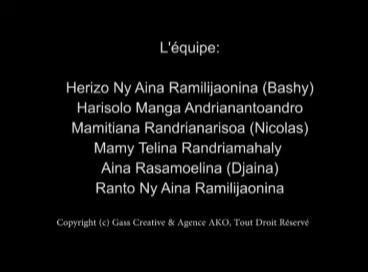 L'équipe:
Herizo Ny Aina Ramilijaonina (Bashy)
Harisolo Manga Andrianantoandro
Mamitiana Randrianarisoa (Nicolas)
Mamy Telina Randriamahaly
Aina Rasamoelina (Djaina)
Ranto Ny Aina Ramilijaonina
Copyright (c) Gass Creative & Agence AKO, Tout Droit Réservé